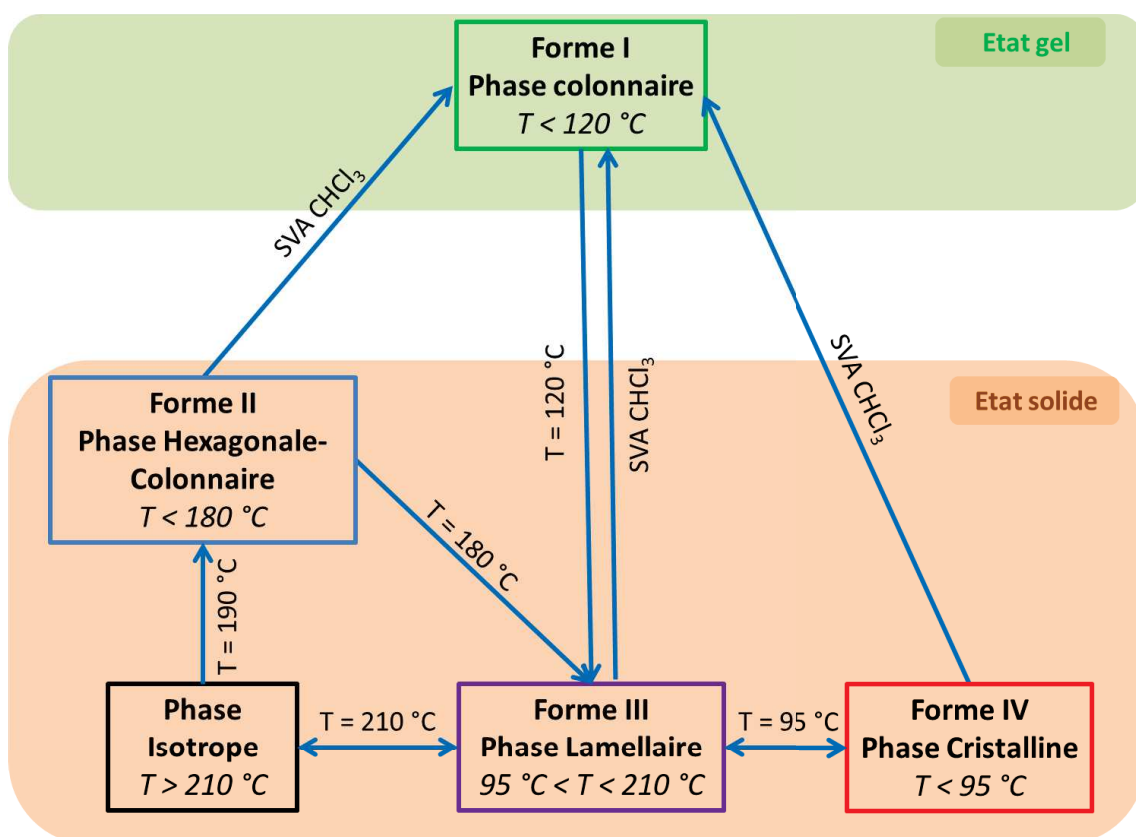 Etat gel
Forme I
Phase colonnaire
T < 120 °C
SVA CHCl₃
T = 120 °C
SVA CHCl₃
SVA CHCl₃
Etat solide
Forme II
Phase Hexagonale-
Colonnaire
T < 180 °C
T = 180 °C
T = 190 °C
Phase
Isotrope
T > 210 °C
T = 210 °C
Forme III
Phase Lamellaire
95 °C < T < 210 °C
T = 95 °C
Forme IV
Phase Cristalline
T < 95 °C